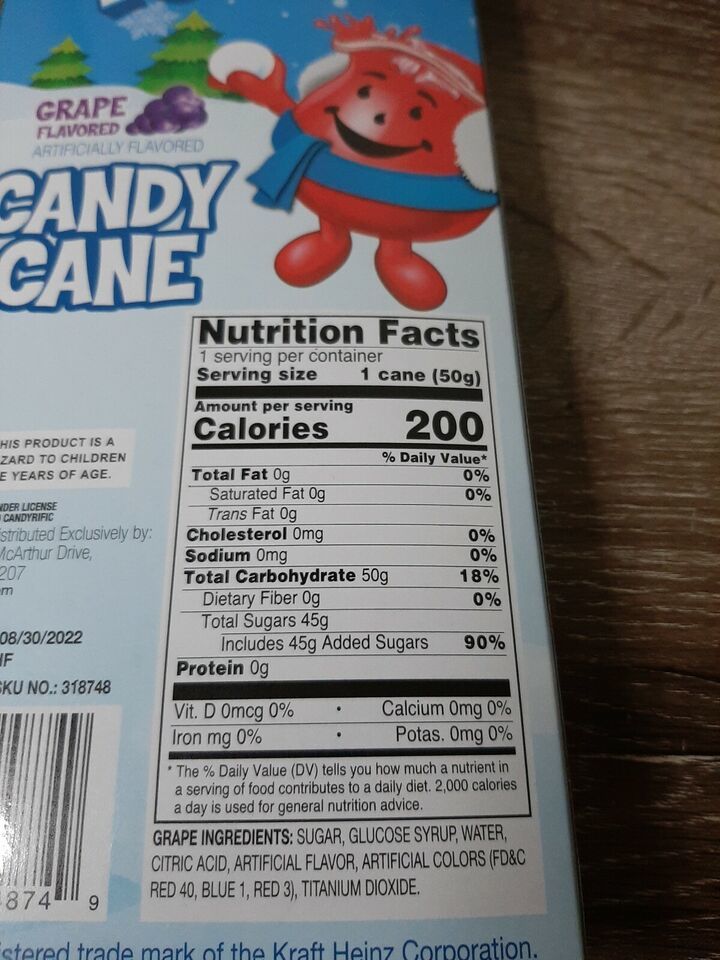 GRAPE
FLAVORED
ARTIFICIALLY FLAVORED
CANDY
CANE
Nutrition Facts
1 serving per container
Serving size 1 cane (50g)
Amount per serving
Calories 200
% Daily Value*
Total Fat 0g 0%
Saturated Fat 0g 0%
Trans Fat 0g
Cholesterol 0mg 0%
Sodium 0mg 0%
Total Carbohydrate 50g 18%
Dietary Fiber 0g 0%
Total Sugars 45g
Includes 45g Added Sugars 90%
Protein 0g
Vit. D 0mcg 0% • Calcium 0mg 0%
Iron mg 0% • Potas. 0mg 0%
* The % Daily Value (DV) tells you how much a nutrient in
a serving of food contributes to a daily diet. 2,000 calories
a day is used for general nutrition advice.
GRAPE INGREDIENTS: SUGAR, GLUCOSE SYRUP, WATER,
CITRIC ACID, ARTIFICIAL FLAVOR, ARTIFICIAL COLORS (FD&C
RED 40, BLUE 1, RED 3), TITANIUM DIOXIDE.
HIS PRODUCT IS A
ZARD TO CHILDREN
E YEARS OF AGE.
NDER LICENSE
CANDYRIFIC
istributed Exclusively by:
McArthur Drive,
207
08/30/2022
SKU NO.: 318748
874 9
stered trade mark of the Kraft Heinz Corporation.